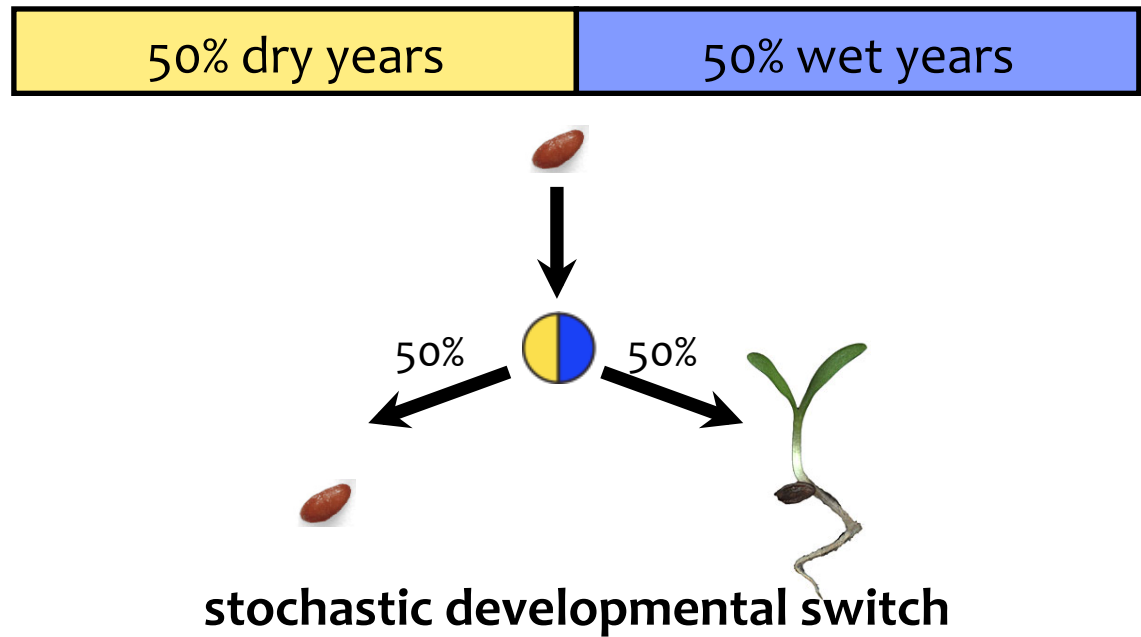 50% dry years
50% wet years
50%
50%
stochastic developmental switch